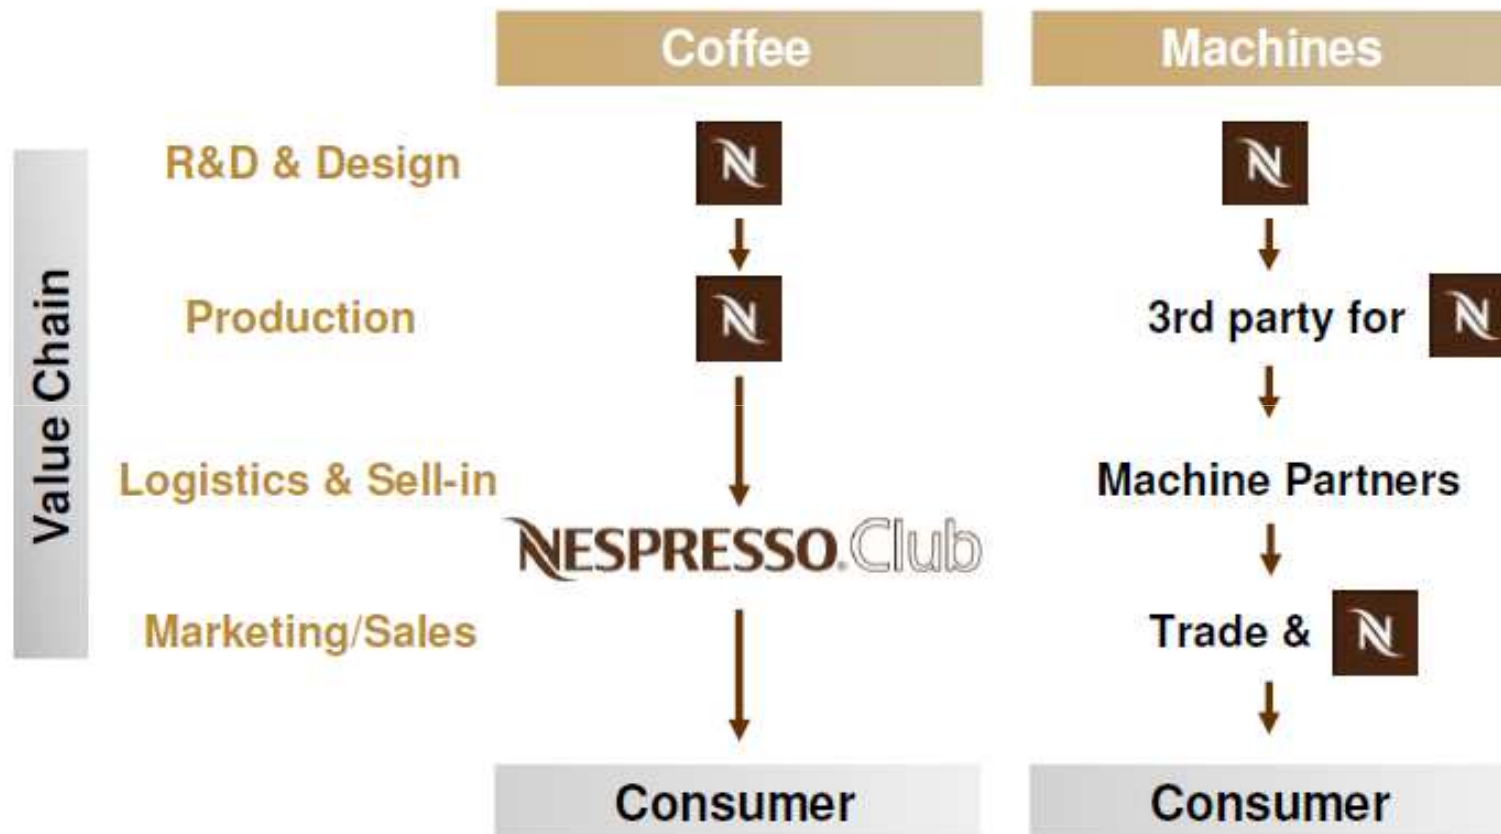 Coffee
Machines
R&D & Design
N
N
Production
N
3rd party for N
Value Chain
Logistics & Sell-in
Machine Partners
NESPRESSO. Club
Marketing/Sales
Trade & N
Consumer
Consumer